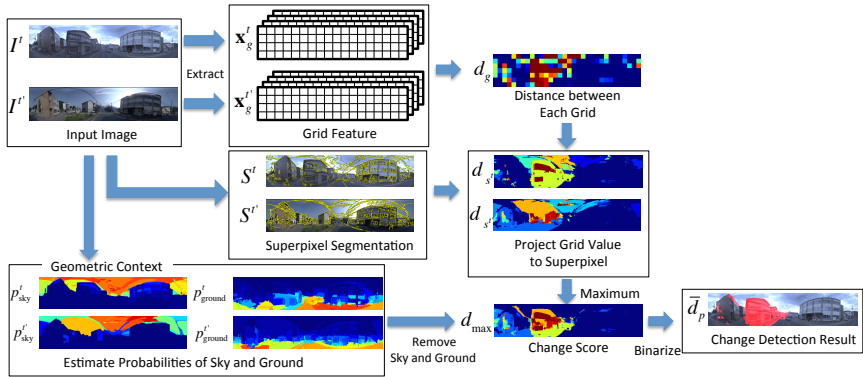 I^t
I^t'
Input Image
Extract
x_g^t
x_g^t'
Grid Feature
d_g
Distance between
Each Grid
S^t
S^t'
Superpixel Segmentation
d_s^t
d_s^t'
Project Grid Value
to Superpixel
Geometric Context
p_sky^t
p_ground^t
p_sky^t'
p_ground^t'
Estimate Probabilities of Sky and Ground
Remove
Sky and Ground
Maximum
d_max
Change Score
Binarize
d̅_p
Change Detection Result